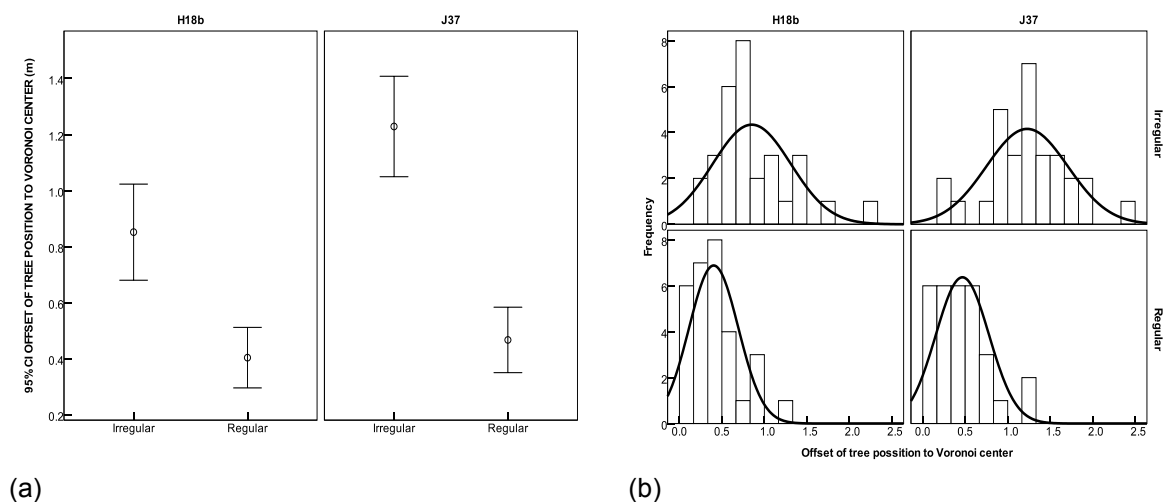 H18b J37
95% CI OFFSET OF TREE POSITION TO VORONOI CENTER (m)
1.4
1.2
1.0
0.8
0.6
0.4
0.2
Irregular Regular Irregular Regular
(a)
H18b J37
Frequency
8
6
4
2
0
Irregular
8
6
4
2
0
Regular
0.0 0.5 1.0 1.5 2.0 2.5 0.0 0.5 1.0 1.5 2.0 2.5
Offset of tree possition to Voronoi center
(b)